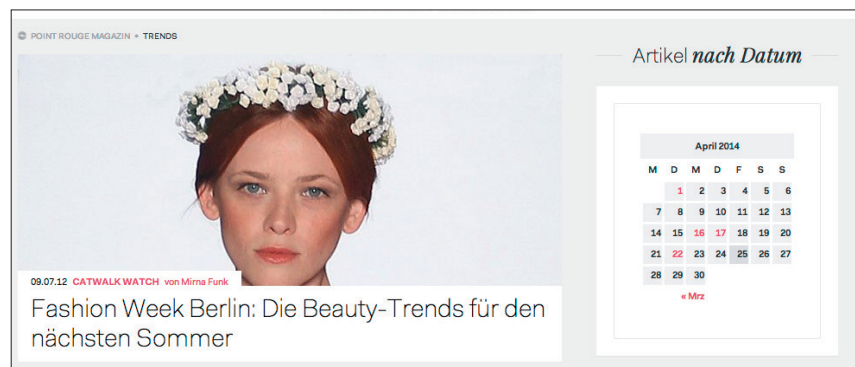 POINT ROUGE MAGAZIN • TRENDS
09.07.12 CATWALK WATCH von Mirna Funk
Fashion Week Berlin: Die Beauty-Trends für den
nächsten Sommer
Artikel nach Datum
April 2014
M D M D F S S
1 2 3 4 5 6
7 8 9 10 11 12 13
14 15 16 17 18 19 20
21 22 23 24 25 26 27
28 29 30
« Mrz